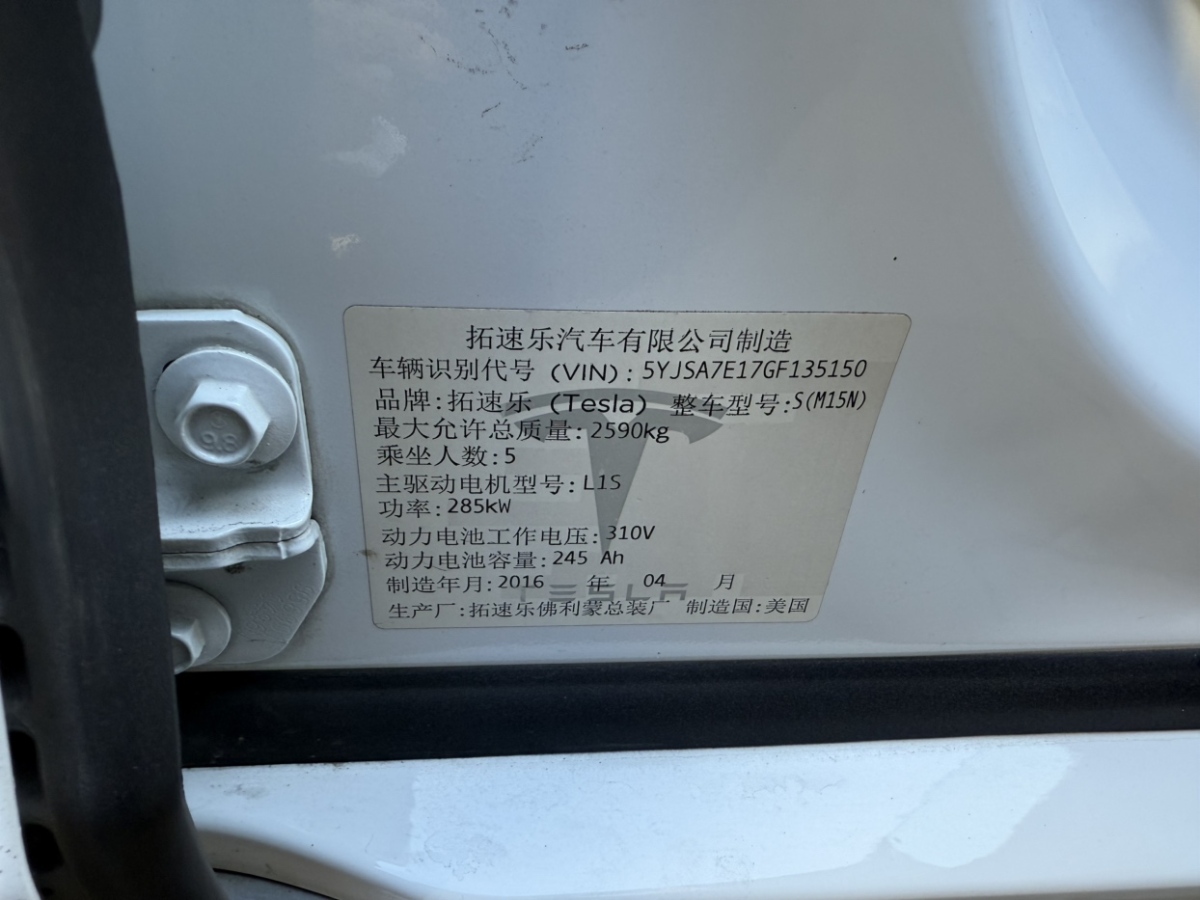 9.8
拓速乐汽车有限公司制造
车辆识别代号 (VIN): 5YJSA7E17GF135150
品牌:拓速乐 (Tesla) 整车型号:S(M15N)
最大允许总质量:2590kg
乘坐人数:5
主驱动电机型号:L1S
功率:285kW
动力电池工作电压:310V
动力电池容量:245 Ah
制造年月:2016 年 04 月
TESLA
生产厂:拓速乐佛利蒙总装厂 制造国:美国